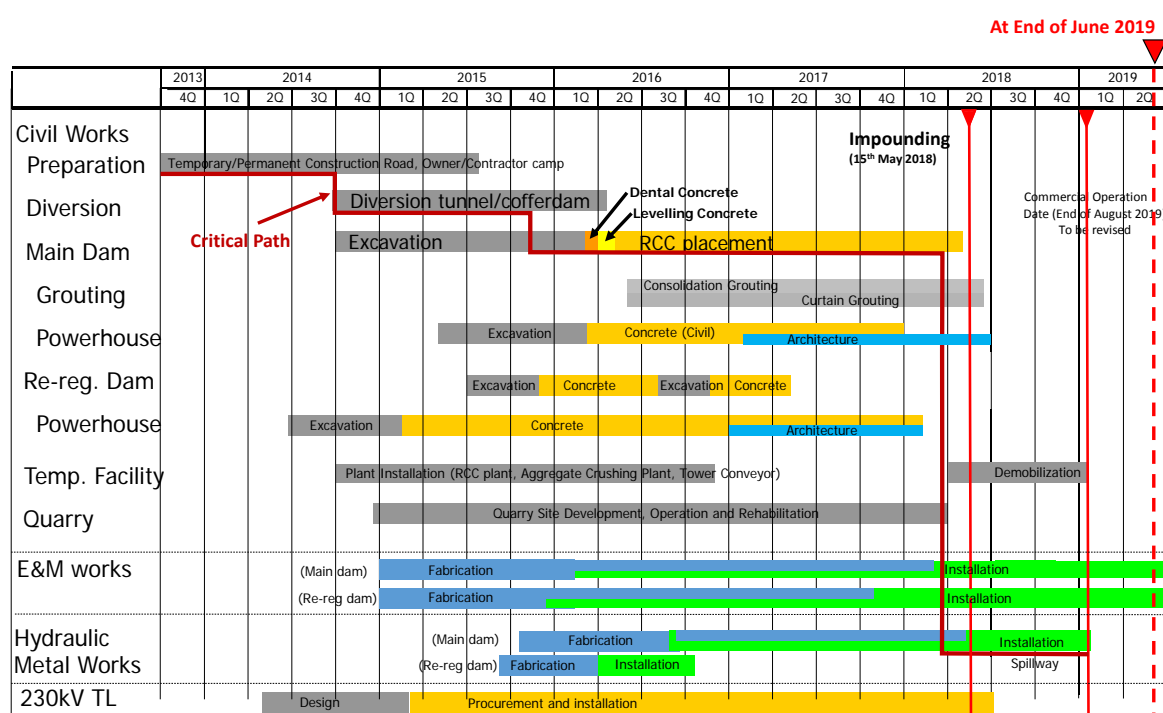 At End of June 2019
2013 2014 2015 2016 2017 2018 2019
4Q 1Q 2Q 3Q 4Q 1Q 2Q 3Q 4Q 1Q 2Q 3Q 4Q 1Q 2Q 3Q 4Q 1Q 2Q 3Q 4Q 1Q 2Q
Civil Works
Impounding
(15th May 2018)
Preparation
Temporary/Permanent Construction Road, Owner/Contractor camp
Dental Concrete
Levelling Concrete
Commercial Operation
Date (End of August 2019
To be revised
Diversion
Diversion tunnel/cofferdam
Critical Path
Main Dam
Excavation
RCC placement
Grouting
Consolidation Grouting
Curtain Grouting
Powerhouse
Excavation
Concrete (Civil)
Architecture
Re-reg. Dam
Excavation
Concrete
Excavation
Concrete
Powerhouse
Excavation
Concrete
Architecture
Temp. Facility
Plant Installation (RCC plant, Aggregate Crushing Plant, Tower Conveyor)
Demobilization
Quarry
Quarry Site Development, Operation and Rehabilitation
E&M works
(Main dam)
Fabrication
Installation
(Re-reg dam)
Fabrication
Installation
Hydraulic
Metal Works
(Main dam)
Fabrication
Installation
(Re-reg dam)
Fabrication
Installation
Spillway
230kV TL
Design
Procurement and installation